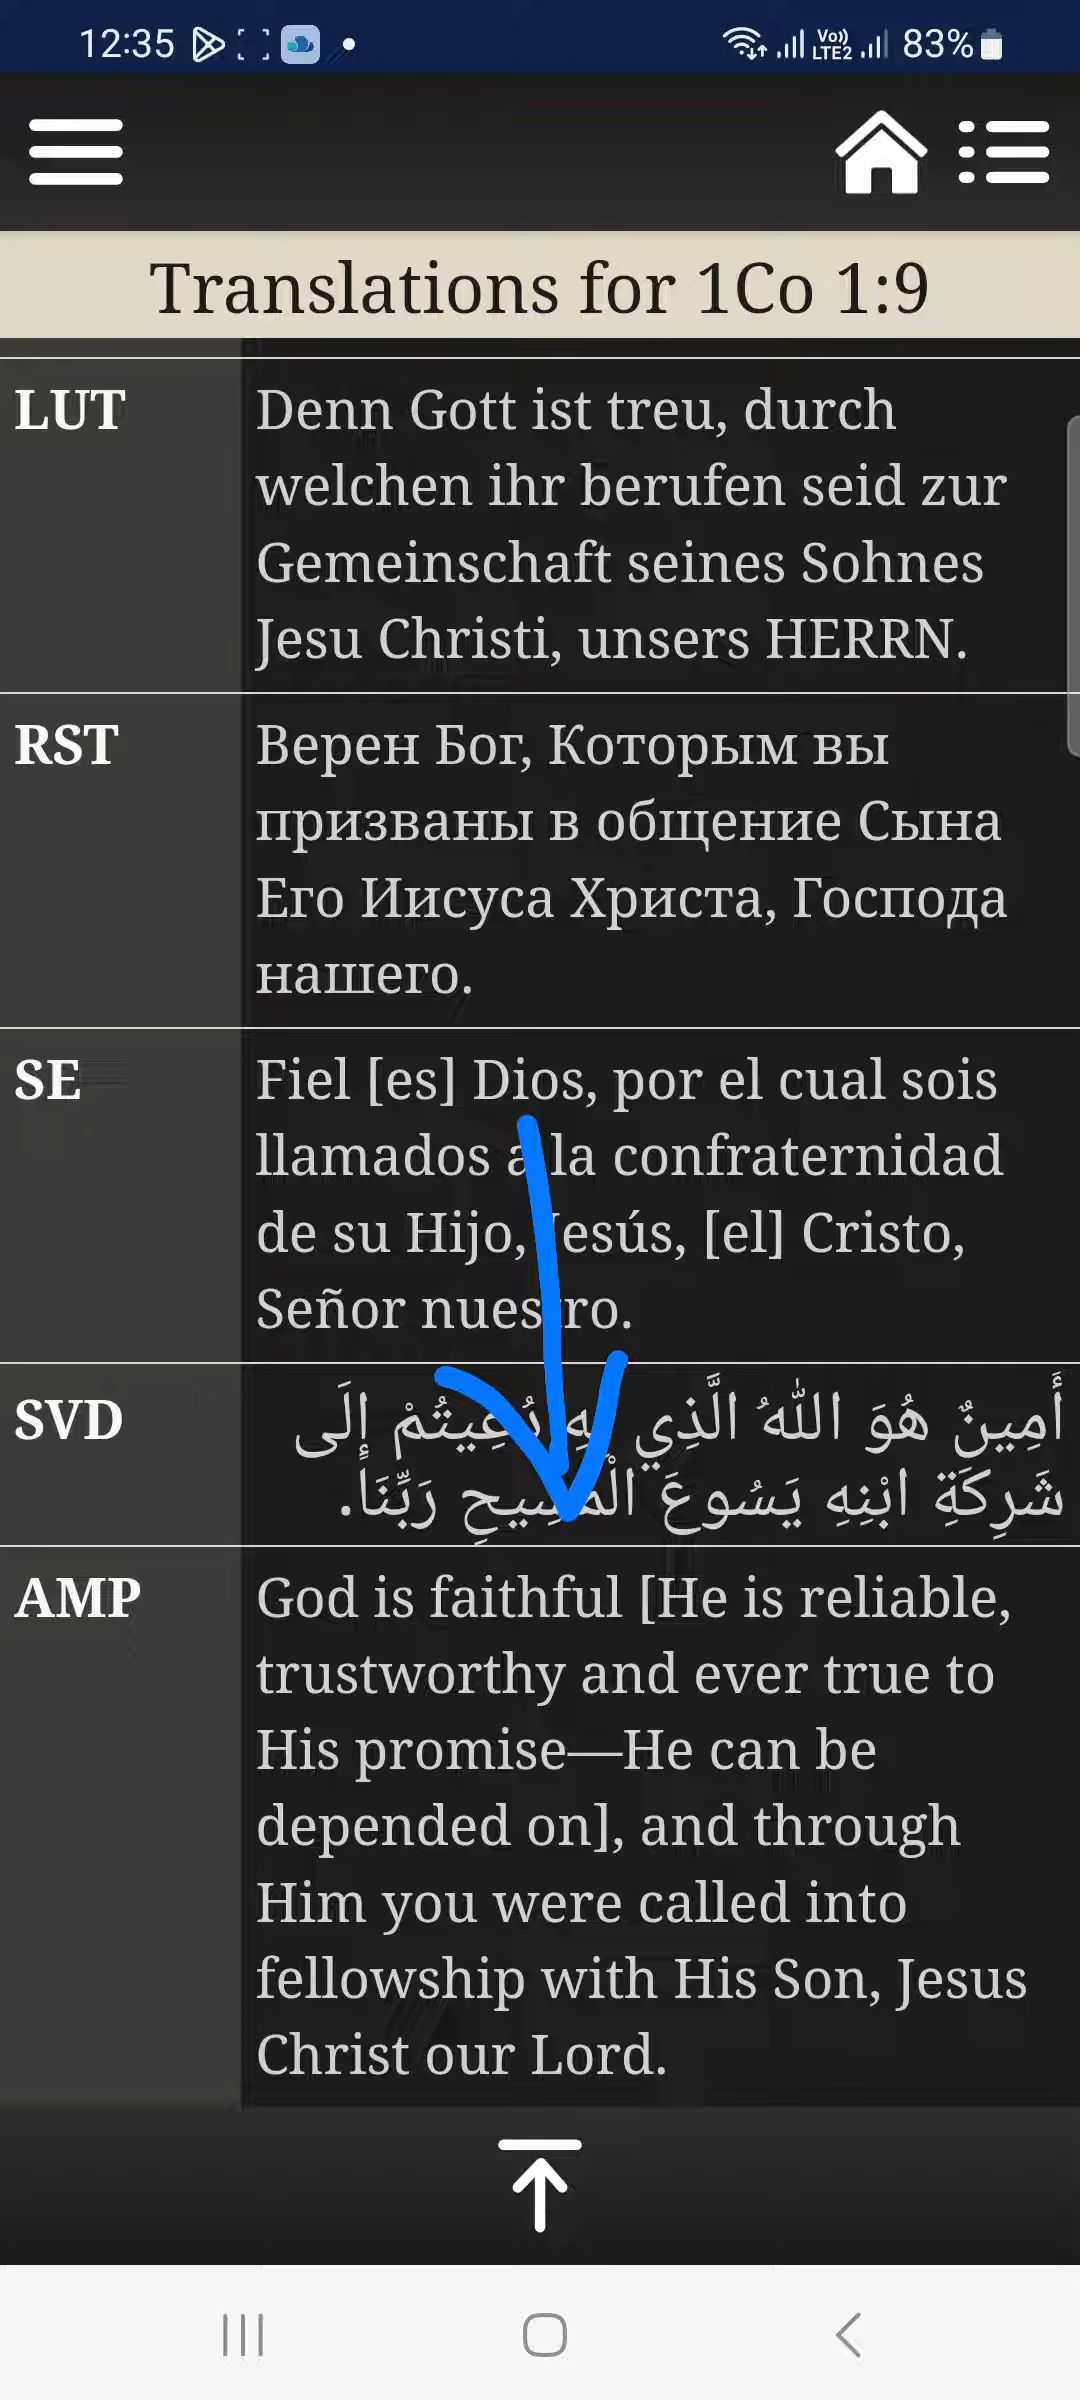 12:35
Vo)) LTE2 83%
Translations for 1Co 1:9
LUT
Denn Gott ist treu, durch
welchen ihr berufen seid zur
Gemeinschaft seines Sohnes
Jesu Christi, unsers HERRN.
RST
Верен Бог, Которым вы
призваны в общение Сына
Его Иисуса Христа, Господа
нашего.
SE
Fiel [es] Dios, por el cual sois
llamados a la confraternidad
de su Hijo, Jesús, [el] Cristo,
Señor nuestro.
SVD
أَمِينٌ هُوَ اللهُ الَّذِي بِهِ دُعِيتُمْ إِلَى
شَرِكَةِ ابْنِهِ يَسُوعَ الْمَسِيحِ رَبِّنَا.
AMP
God is faithful [He is reliable,
trustworthy and ever true to
His promise—He can be
depended on], and through
Him you were called into
fellowship with His Son, Jesus
Christ our Lord.